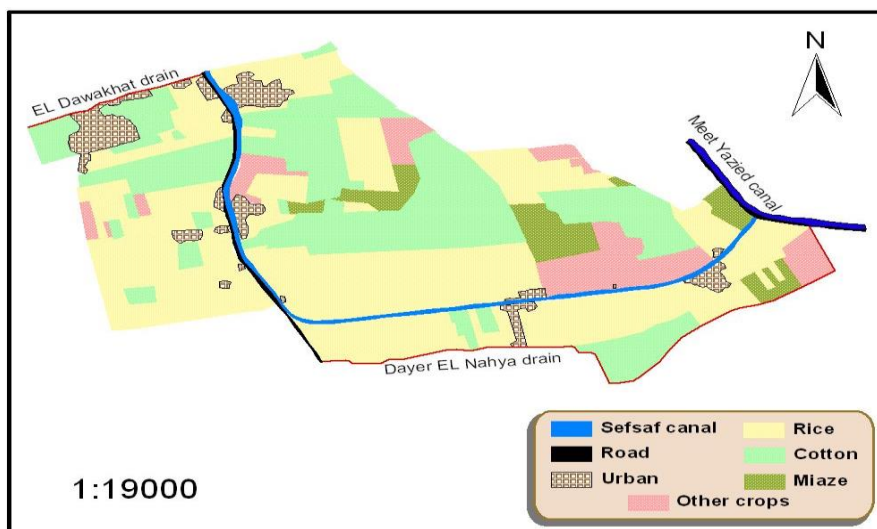 N
EL Dawakhat drain
Meet Yazied canal
Dayer EL Nahya drain
1:19000
Sefsaf canal
Rice
Road
Cotton
Urban
Miaze
Other crops